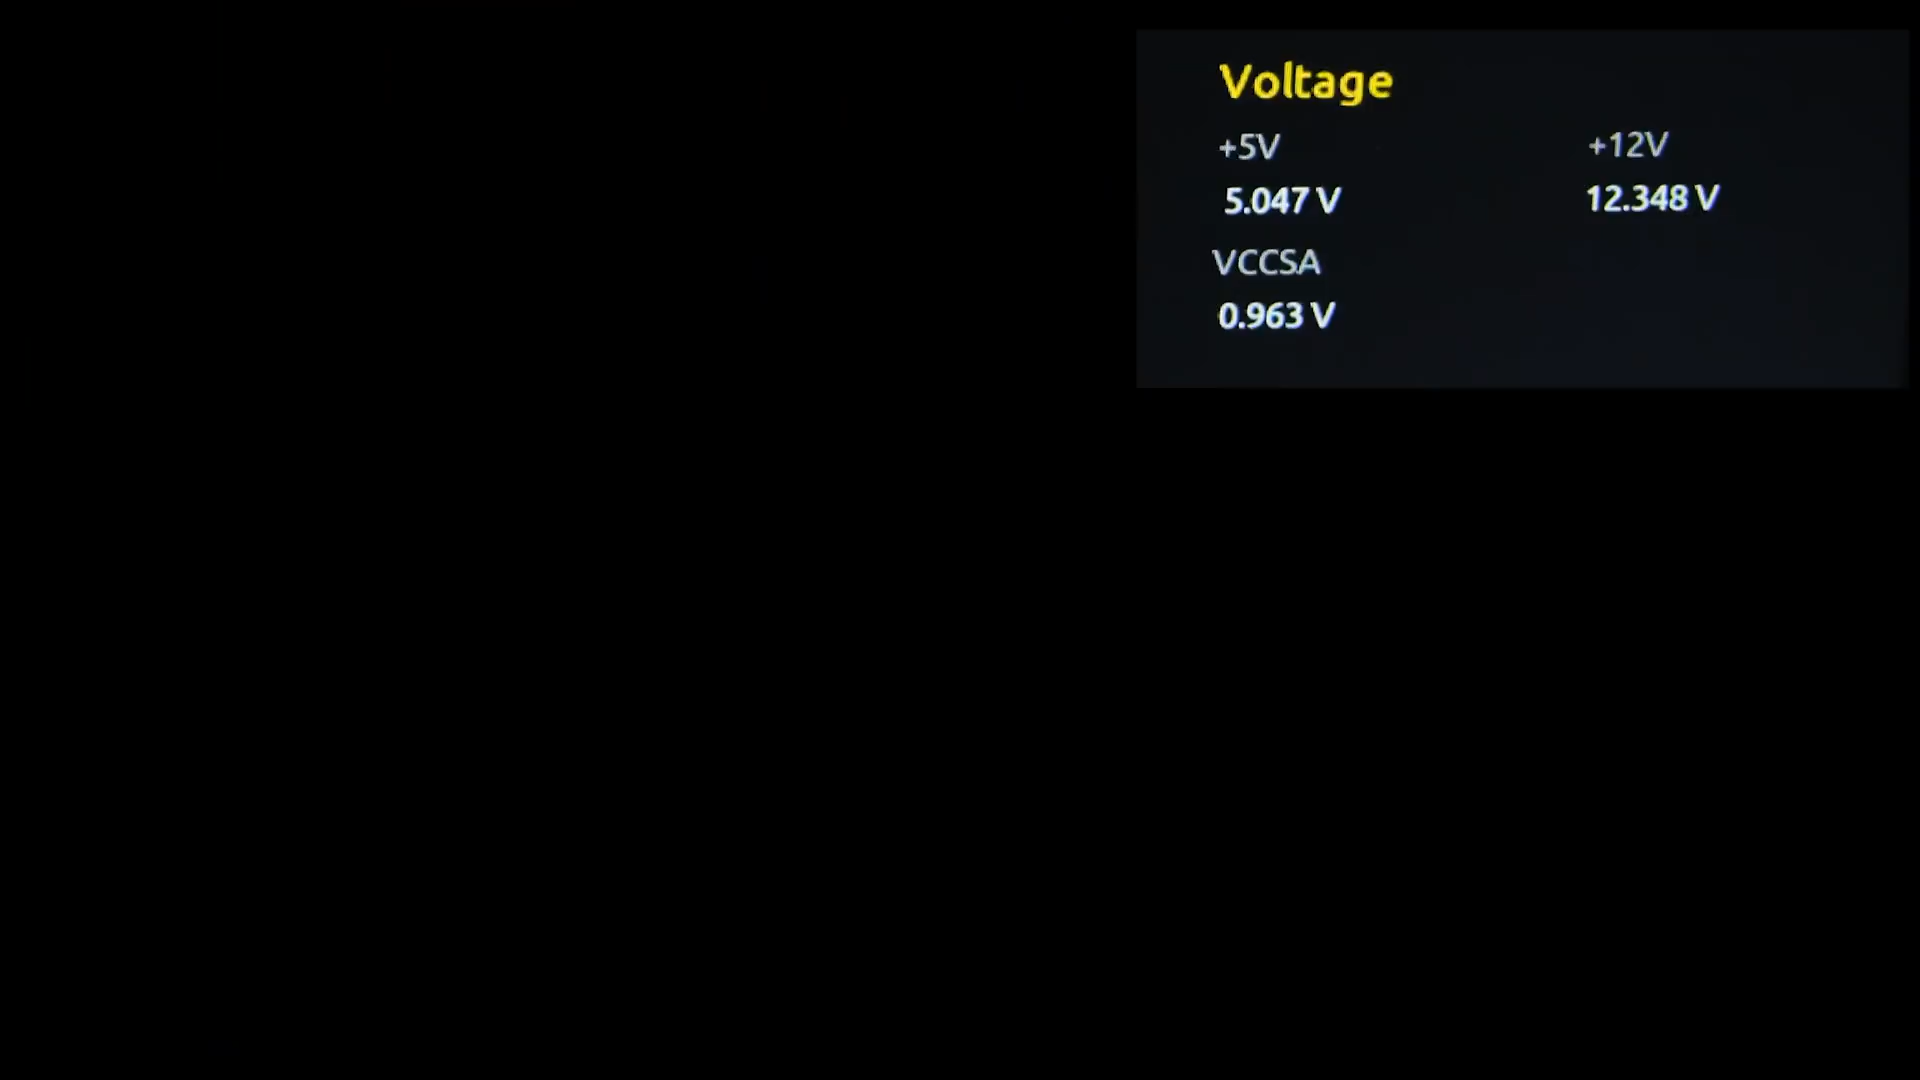 Voltage
+5V +12V
5.047 V 12.348 V
VCCSA
0.963 V